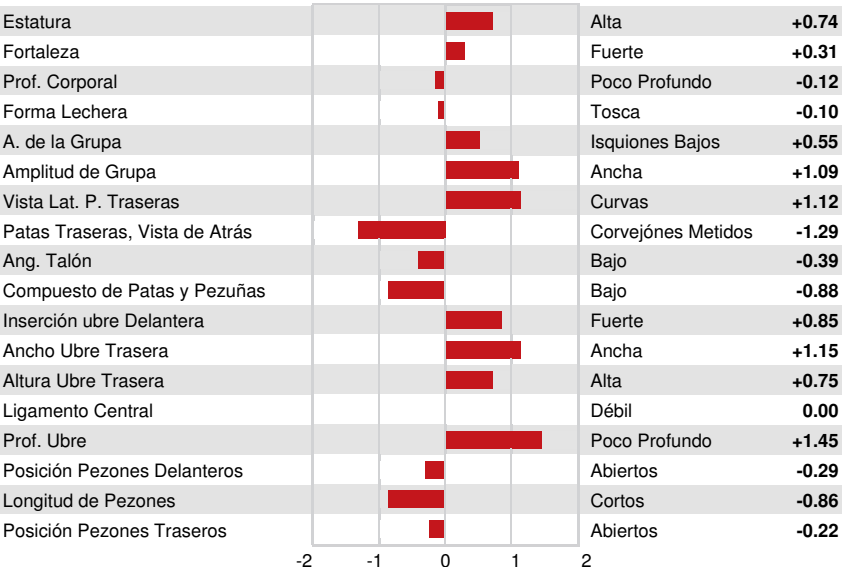 Estatura Alta +0.74
Fortaleza Fuerte +0.31
Prof. Corporal Poco Profundo -0.12
Forma Lechera Tosca -0.10
A. de la Grupa Isquiones Bajos +0.55
Amplitud de Grupa Ancha +1.09
Vista Lat. P. Traseras Curvas +1.12
Patas Traseras, Vista de Atrás Corvejónes Metidos -1.29
Ang. Talón Bajo -0.39
Compuesto de Patas y Pezuñas Bajo -0.88
Inserción ubre Delantera Fuerte +0.85
Ancho Ubre Trasera Ancha +1.15
Altura Ubre Trasera Alta +0.75
Ligamento Central Débil 0.00
Prof. Ubre Poco Profundo +1.45
Posición Pezones Delanteros Abiertos -0.29
Longitud de Pezones Cortos -0.86
Posición Pezones Traseros Abiertos -0.22
-2 -1 0 1 2